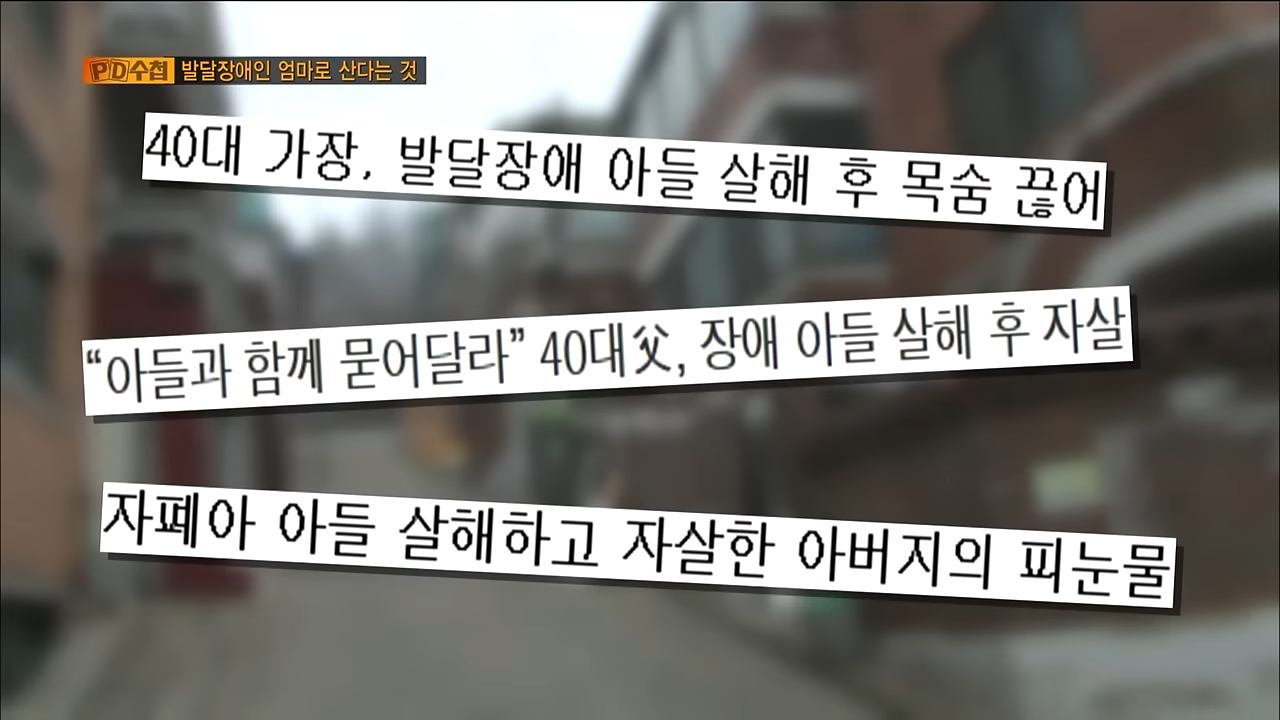 PD수첩 발달장애인 엄마로 산다는 것
40대 가장, 발달장애 아들 살해 후 목숨 끊어
“아들과 함께 묻어달라” 40대父, 장애 아들 살해 후 자살
자폐아 아들 살해하고 자살한 아버지의 피눈물